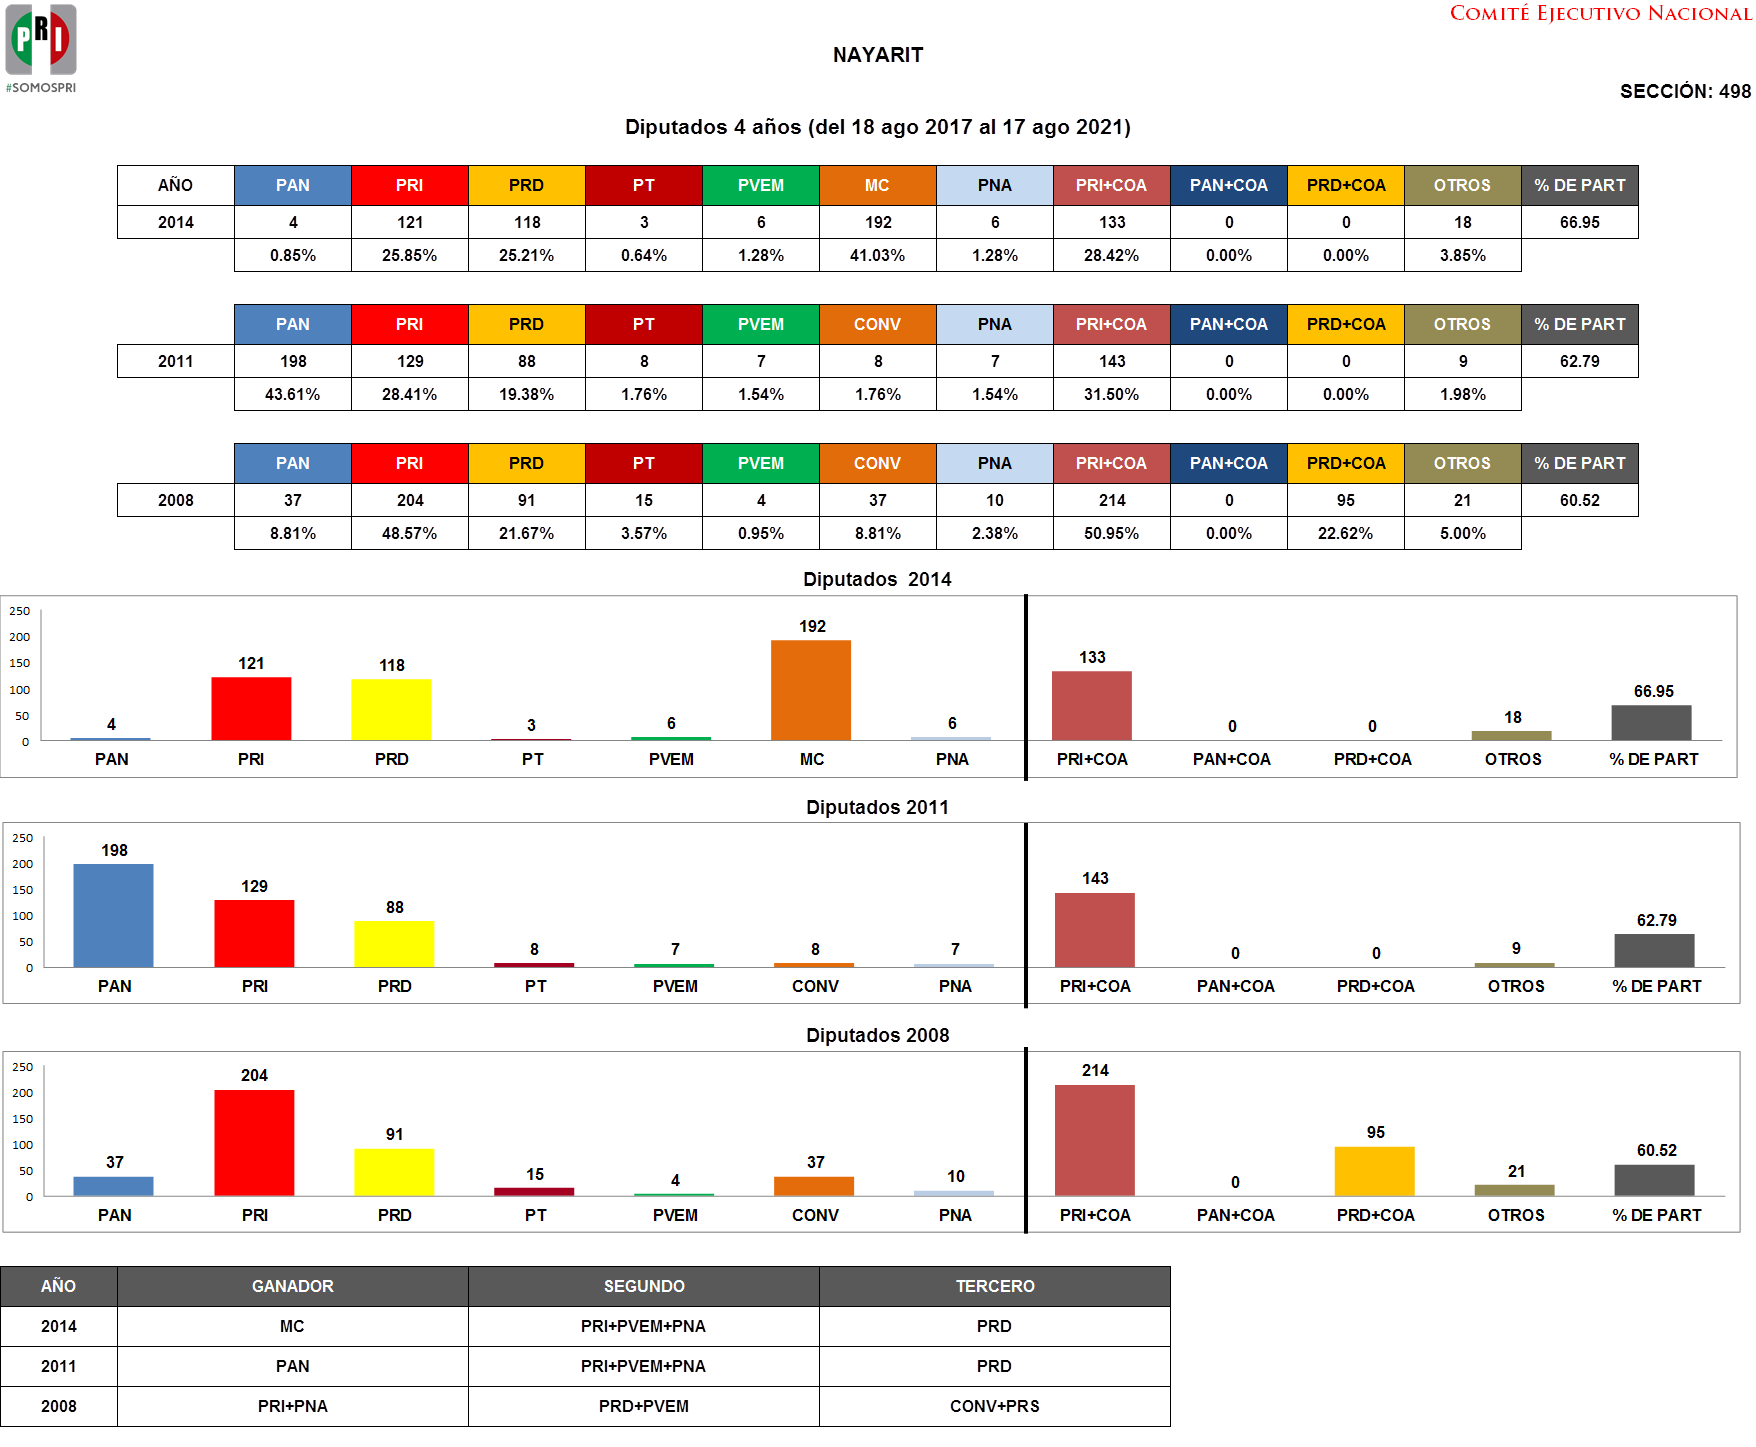 PRI
#SOMOSPRI
COMITÉ EJECUTIVO NACIONAL
NAYARIT
SECCIÓN: 498
Diputados 4 años (del 18 ago 2017 al 17 ago 2021)
AÑO PAN PRI PRD PT PVEM MC PNA PRI+COA PAN+COA PRD+COA OTROS % DE PART
2014 4 121 118 3 6 192 6 133 0 0 18 66.95
0.85% 25.85% 25.21% 0.64% 1.28% 41.03% 1.28% 28.42% 0.00% 0.00% 3.85%
PAN PRI PRD PT PVEM CONV PNA PRI+COA PAN+COA PRD+COA OTROS % DE PART
2011 198 129 88 8 7 8 7 143 0 0 9 62.79
43.61% 28.41% 19.38% 1.76% 1.54% 1.76% 1.54% 31.50% 0.00% 0.00% 1.98%
PAN PRI PRD PT PVEM CONV PNA PRI+COA PAN+COA PRD+COA OTROS % DE PART
2008 37 204 91 15 4 37 10 214 0 95 21 60.52
8.81% 48.57% 21.67% 3.57% 0.95% 8.81% 2.38% 50.95% 0.00% 22.62% 5.00%
Diputados 2014
250
200
150
100
50
0
4 121 118 3 6 192 6 133 0 0 18 66.95
PAN PRI PRD PT PVEM MC PNA PRI+COA PAN+COA PRD+COA OTROS % DE PART
Diputados 2011
250
200
150
100
50
0
198 129 88 8 7 8 7 143 0 0 9 62.79
PAN PRI PRD PT PVEM CONV PNA PRI+COA PAN+COA PRD+COA OTROS % DE PART
Diputados 2008
250
200
150
100
50
0
37 204 91 15 4 37 10 214 0 95 21 60.52
PAN PRI PRD PT PVEM CONV PNA PRI+COA PAN+COA PRD+COA OTROS % DE PART
AÑO GANADOR SEGUNDO TERCERO
2014 MC PRI+PVEM+PNA PRD
2011 PAN PRI+PVEM+PNA PRD
2008 PRI+PNA PRD+PVEM CONV+PRS